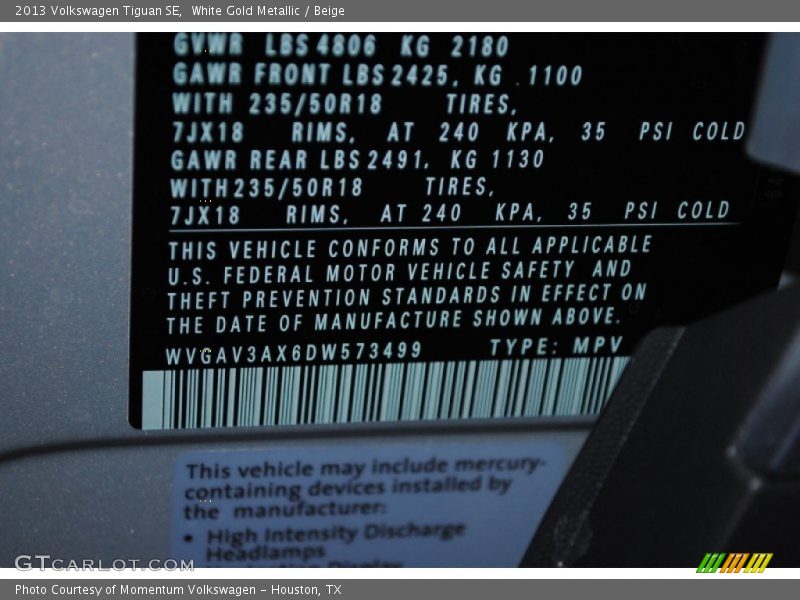 2013 Volkswagen Tiguan SE,  White Gold Metallic / Beige
GVWR LBS 4806 KG 2180
GAWR FRONT LBS 2425, KG 1100
WITH 235/50R18 TIRES,
7JX18 RIMS, AT 240 KPA, 35 PSI COLD
GAWR REAR LBS 2491, KG 1130
WITH 235/50R18 TIRES,
7JX18 RIMS, AT 240 KPA, 35 PSI COLD
THIS VEHICLE CONFORMS TO ALL APPLICABLE
U.S. FEDERAL MOTOR VEHICLE SAFETY AND
THEFT PREVENTION STANDARDS IN EFFECT ON
THE DATE OF MANUFACTURE SHOWN ABOVE.
WVGAV3AX6DW573499 TYPE: MPV
This vehicle may include mercury-
containing devices installed by
the manufacturer:
• High Intensity Discharge
Headlamps
GTcarlot.com
Photo Courtesy of Momentum Volkswagen - Houston, TX